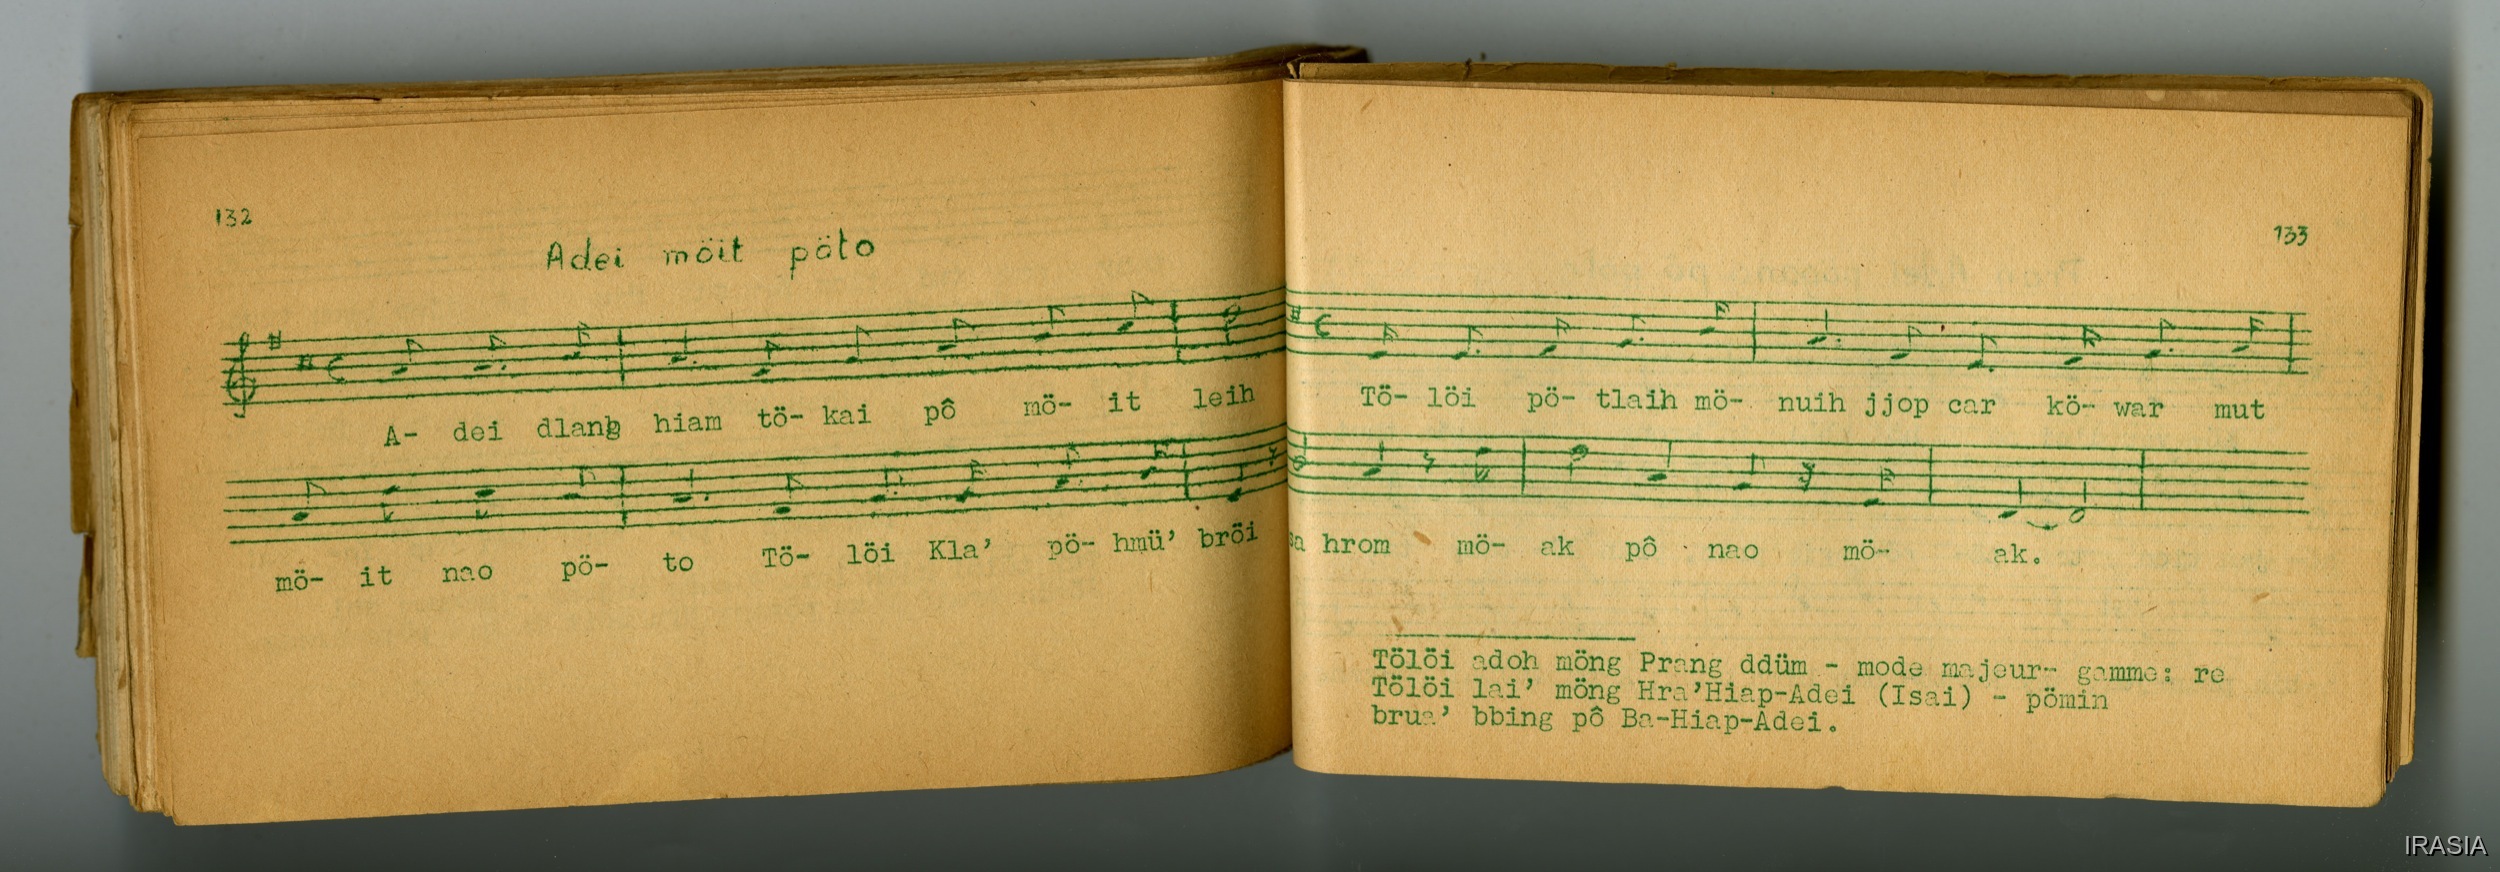 132
Adei möit pöto
A- dei dlang hiam tö- kai pô mö- it leih
mö- it nao pö- to Tö- löi Kla' pö- hmü' bröi
133
Tö- löi pö- tlaih mö- nuih jjop car kö- war mut
sa hrom mö- ak pô nao mö- ak.
Tölöi adoh möng Prang ddüm - mode majeur- gamme: re
Tölöi lai' möng Hra'Hiap-Adei (Isai) - pömin
brua' bbing pô Ba-Hiap-Adei.
IRASIA